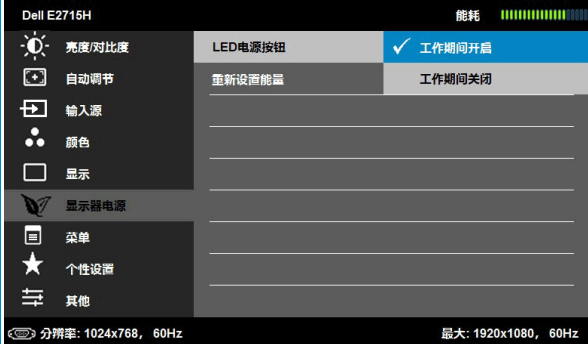 Dell E2715H 能耗
亮度/对比度 LED电源按钮 工作期间开启
自动调节 重新设置能量 工作期间关闭
输入源
颜色
显示
显示器电源
菜单
个性设置
其他
分辨率: 1024x768, 60Hz 最大: 1920x1080, 60Hz